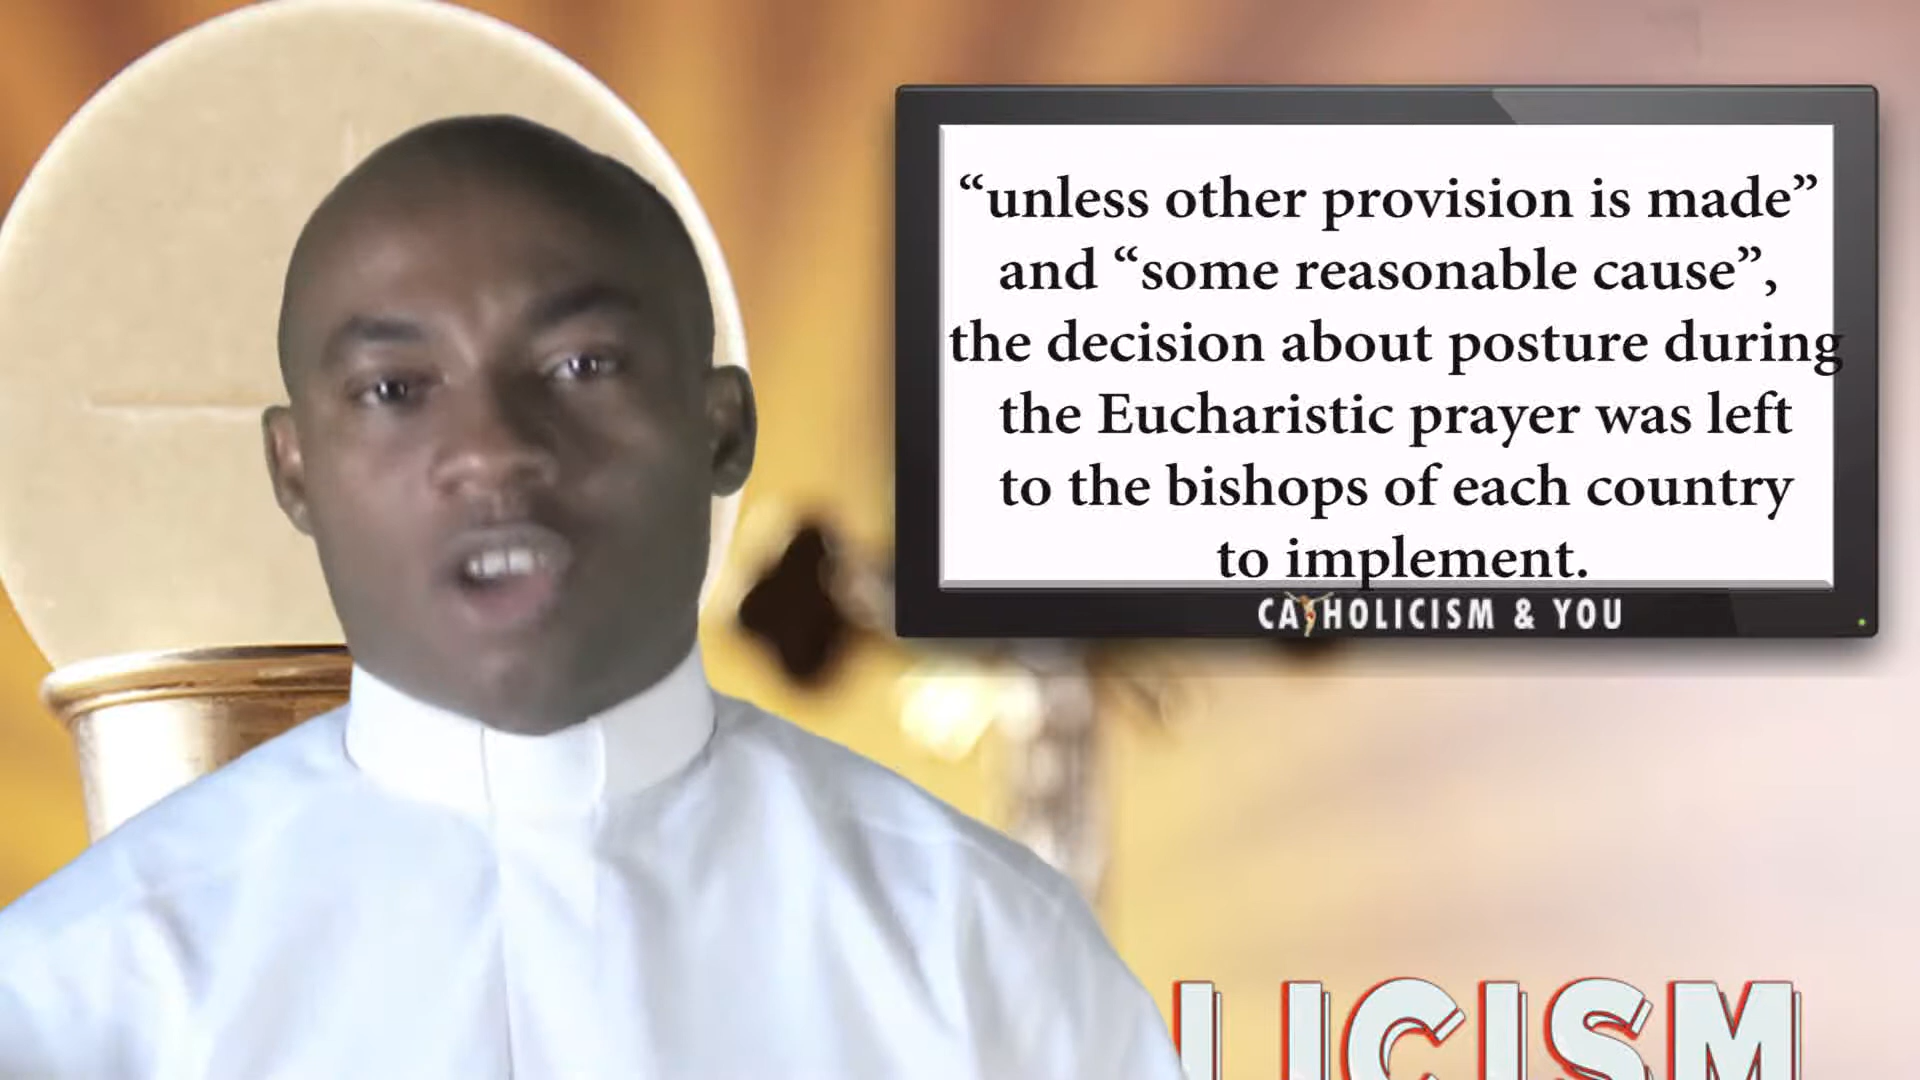 “unless other provision is made”
and “some reasonable cause”,
the decision about posture during
the Eucharistic prayer was left
to the bishops of each country
to implement.
CATHOLICISM & YOU
LICISM